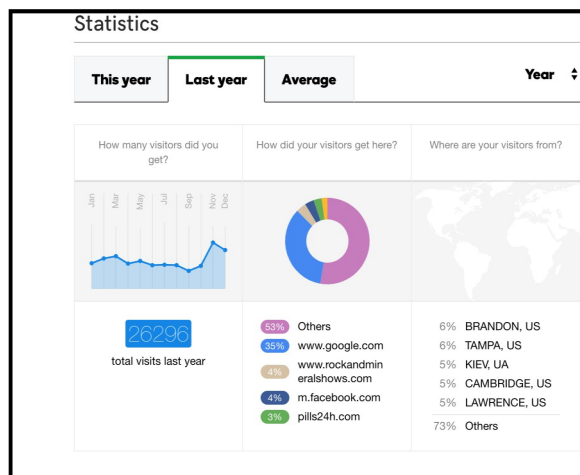 Statistics
This year
Last year
Average
Year
How many visitors did you
get?
How did your visitors get here?
Where are your visitors from?
Jan
Mar
May
Jul
Sep
Nov
Dec
26296
total visits last year
53% Others
35% www.google.com
4% www.rockandmin
eralshows.com
4% m.facebook.com
3% pills24h.com
6% BRANDON, US
6% TAMPA, US
5% KIEV, UA
5% CAMBRIDGE, US
5% LAWRENCE, US
73% Others